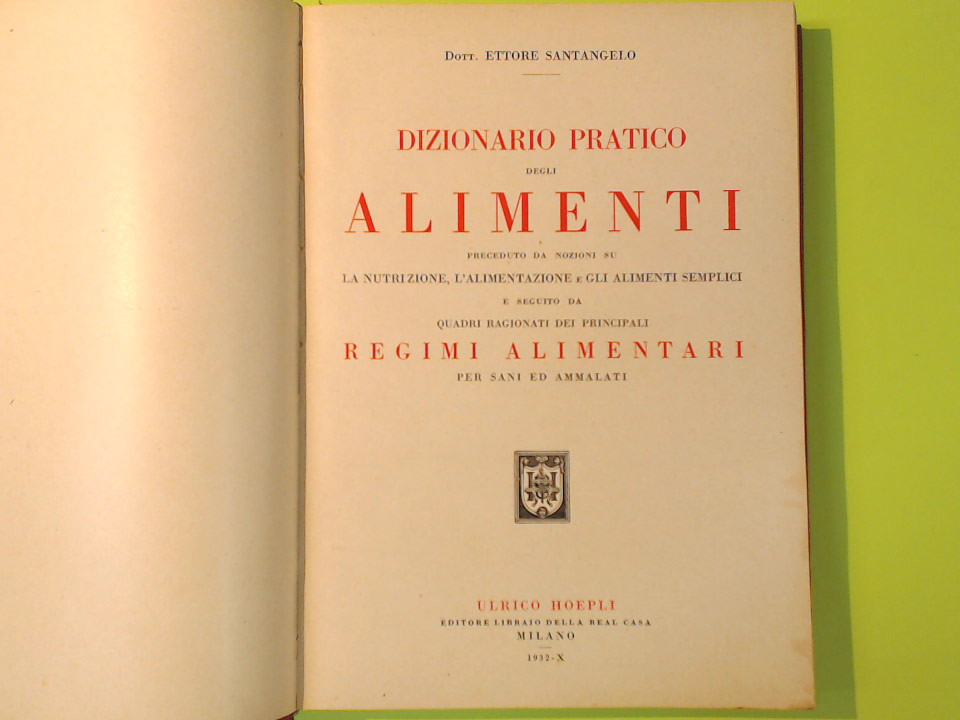 Dott. ETTORE SANTANGELO
DIZIONARIO PRATICO
DEGLI
ALIMENTI
PRECEDUTO DA NOZIONI SU
LA NUTRIZIONE, L'ALIMENTAZIONE E GLI ALIMENTI SEMPLICI
E SEGUITO DA
QUADRI RAGIONATI DEI PRINCIPALI
REGIMI ALIMENTARI
PER SANI ED AMMALATI
ULRICO HOEPLI
EDITORE LIBRAIO DELLA REAL CASA
MILANO
1932-X